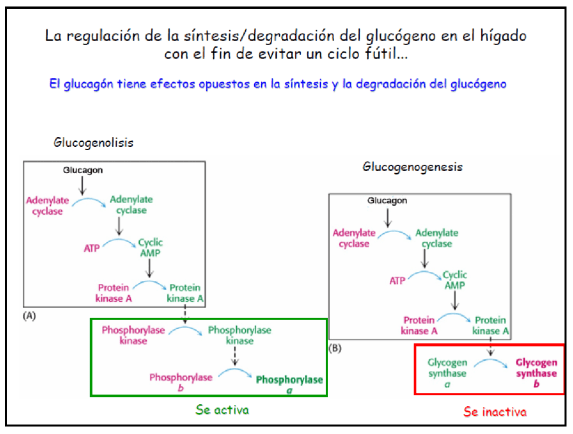 La regulación de la síntesis/degradación del glucógeno en el hígado
con el fin de evitar un ciclo fútil...
El glucagón tiene efectos opuestos en la síntesis y la degradación del glucógeno
Glucogenolisis
Glucagon
Adenylate
cyclase
Adenylate
cyclase
ATP
Cyclic
AMP
Protein
kinase A
Protein
kinase A
(A)
Phosphorylase
kinase
Phosphorylase
kinase
Phosphorylase
b
Phosphorylase
a
Se activa
Glucogenogenesis
Glucagon
Adenylate
cyclase
Adenylate
cyclase
ATP
Cyclic
AMP
Protein
kinase A
Protein
kinase A
(B)
Glycogen
synthase
a
Glycogen
synthase
b
Se inactiva